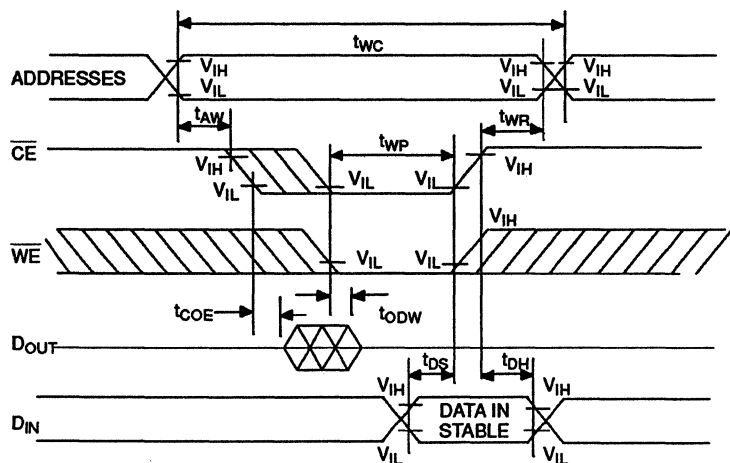 tWC
ADDRESSES
VIH VIH VIH
VIL VIL VIL
tAW tWR
CE
tWP
VIH VIH
VIL VIL VIL
VIH
WE
VIL VIL
tCOE tODW
DOUT
tDS tDH
VIH VIH
DIN
DATA IN
STABLE
VIL VIL